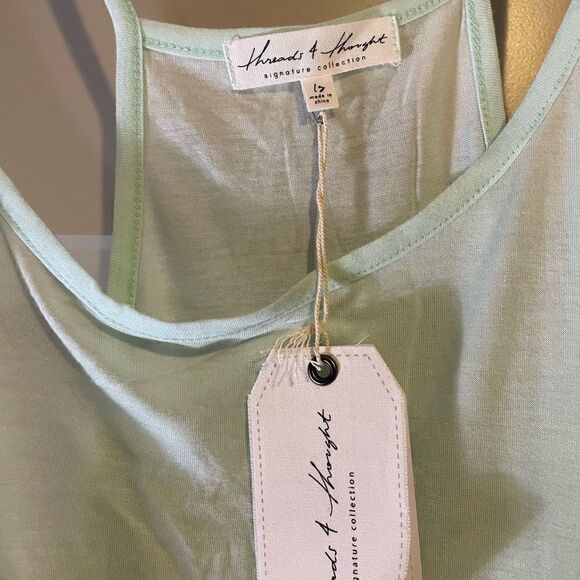 threads 4 thought
signature collection
made in
china
threads 4 thought
signature collection